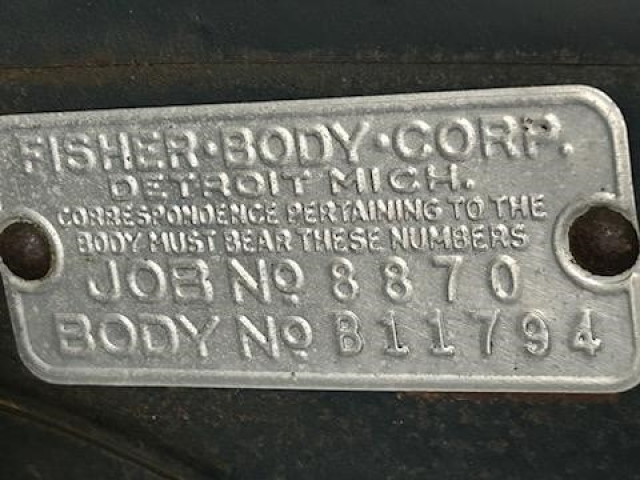 FISHER·BODY·CORP.
DETROIT MICH.
CORRESPONDENCE PERTAINING TO THE
BODY MUST BEAR THESE NUMBERS
JOB No 8870
BODY No B11794